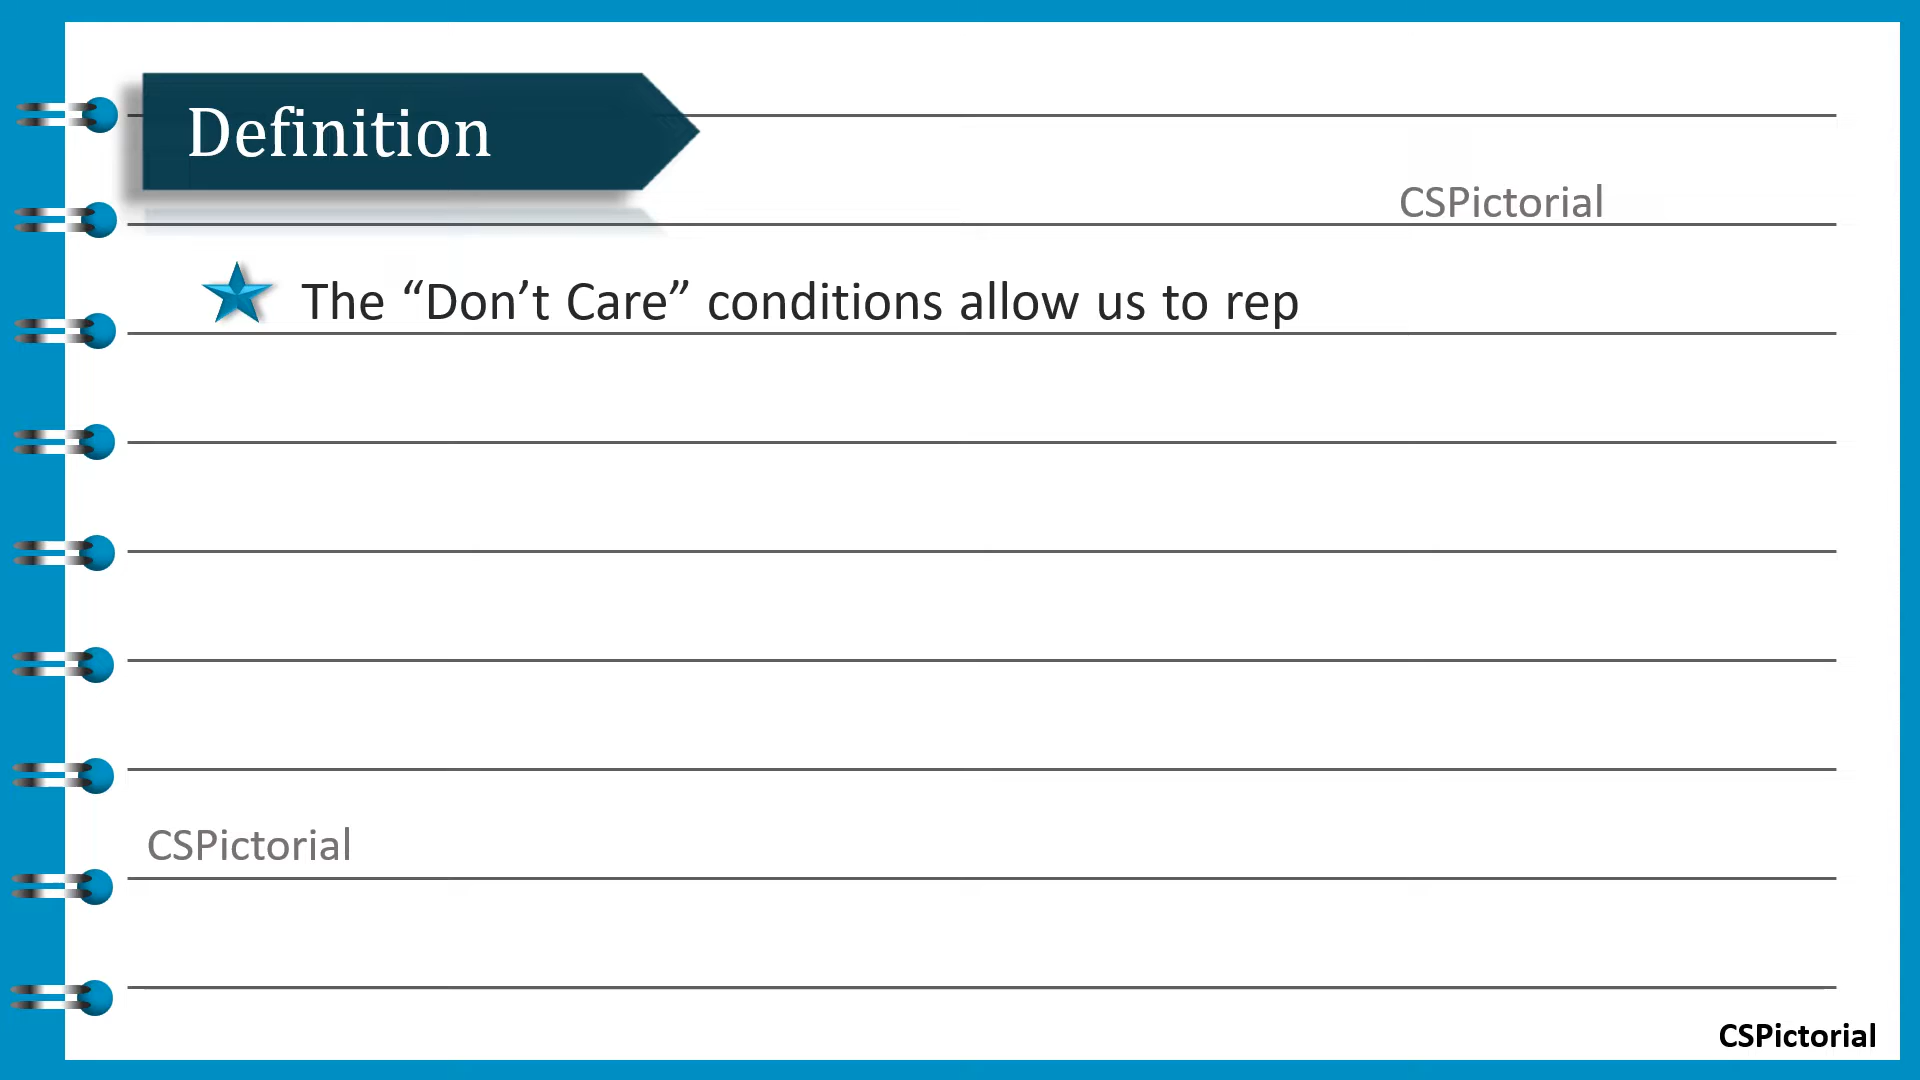 Definition
CSPictorial
The “Don’t Care” conditions allow us to rep
CSPictorial
CSPictorial